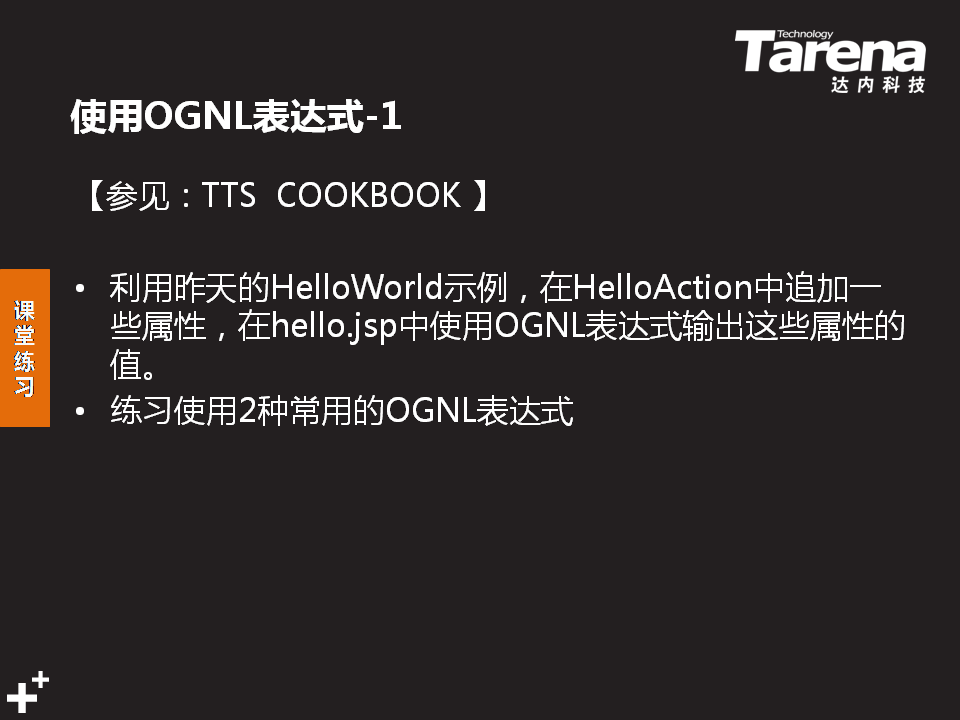 Technology
Tarena
达内科技
使用OGNL表达式-1
【参见：TTS COOKBOOK 】
• 利用昨天的HelloWorld示例，在HelloAction中追加一
些属性，在hello.jsp中使用OGNL表达式输出这些属性的
值。
• 练习使用2种常用的OGNL表达式
课
堂
练
习